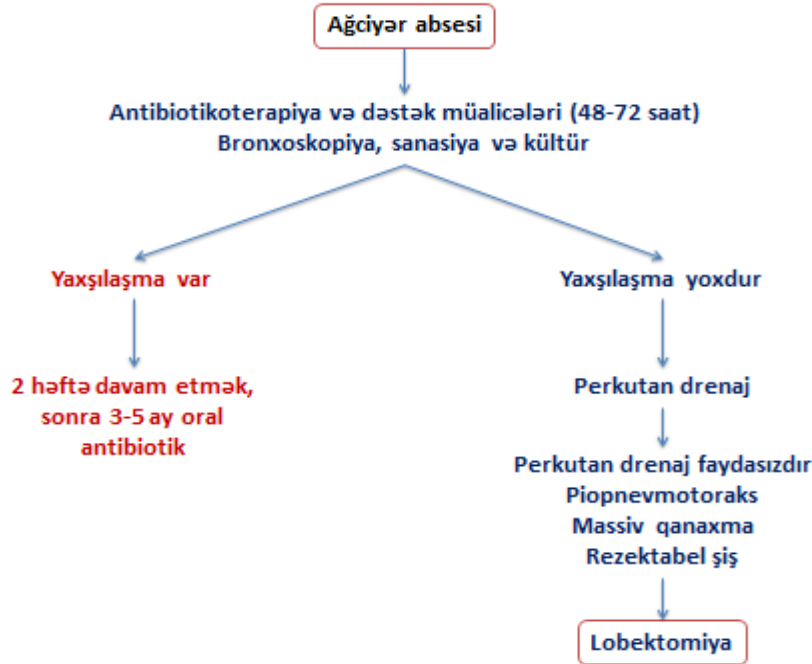 Ağciyər absesi
Antibiotikoterapiya və dəstək müalicələri (48-72 saat)
Bronxoskopiya, sanasiya və kültür
Yaxşılaşma var
2 həftə davam etmək,
sonra 3-5 ay oral
antibiotik
Yaxşılaşma yoxdur
Perkutan drenaj
Perkutan drenaj faydasızdır
Piopnevmotoraks
Massiv qanaxma
Rezektabel şiş
Lobektomiya